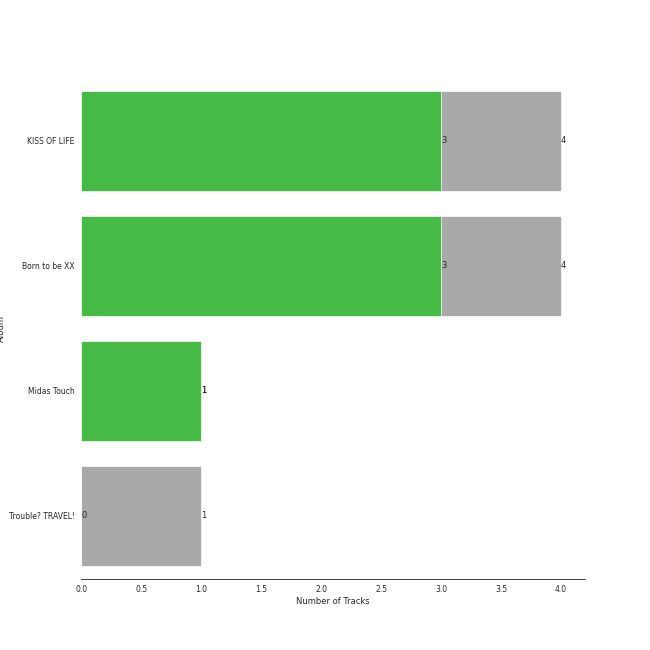 KISS OF LIFE
3
4
Born to be XX
3
4
Midas Touch
1
Trouble? TRAVEL!
0
1
0.0 0.5 1.0 1.5 2.0 2.5 3.0 3.5 4.0
Number of Tracks
Album